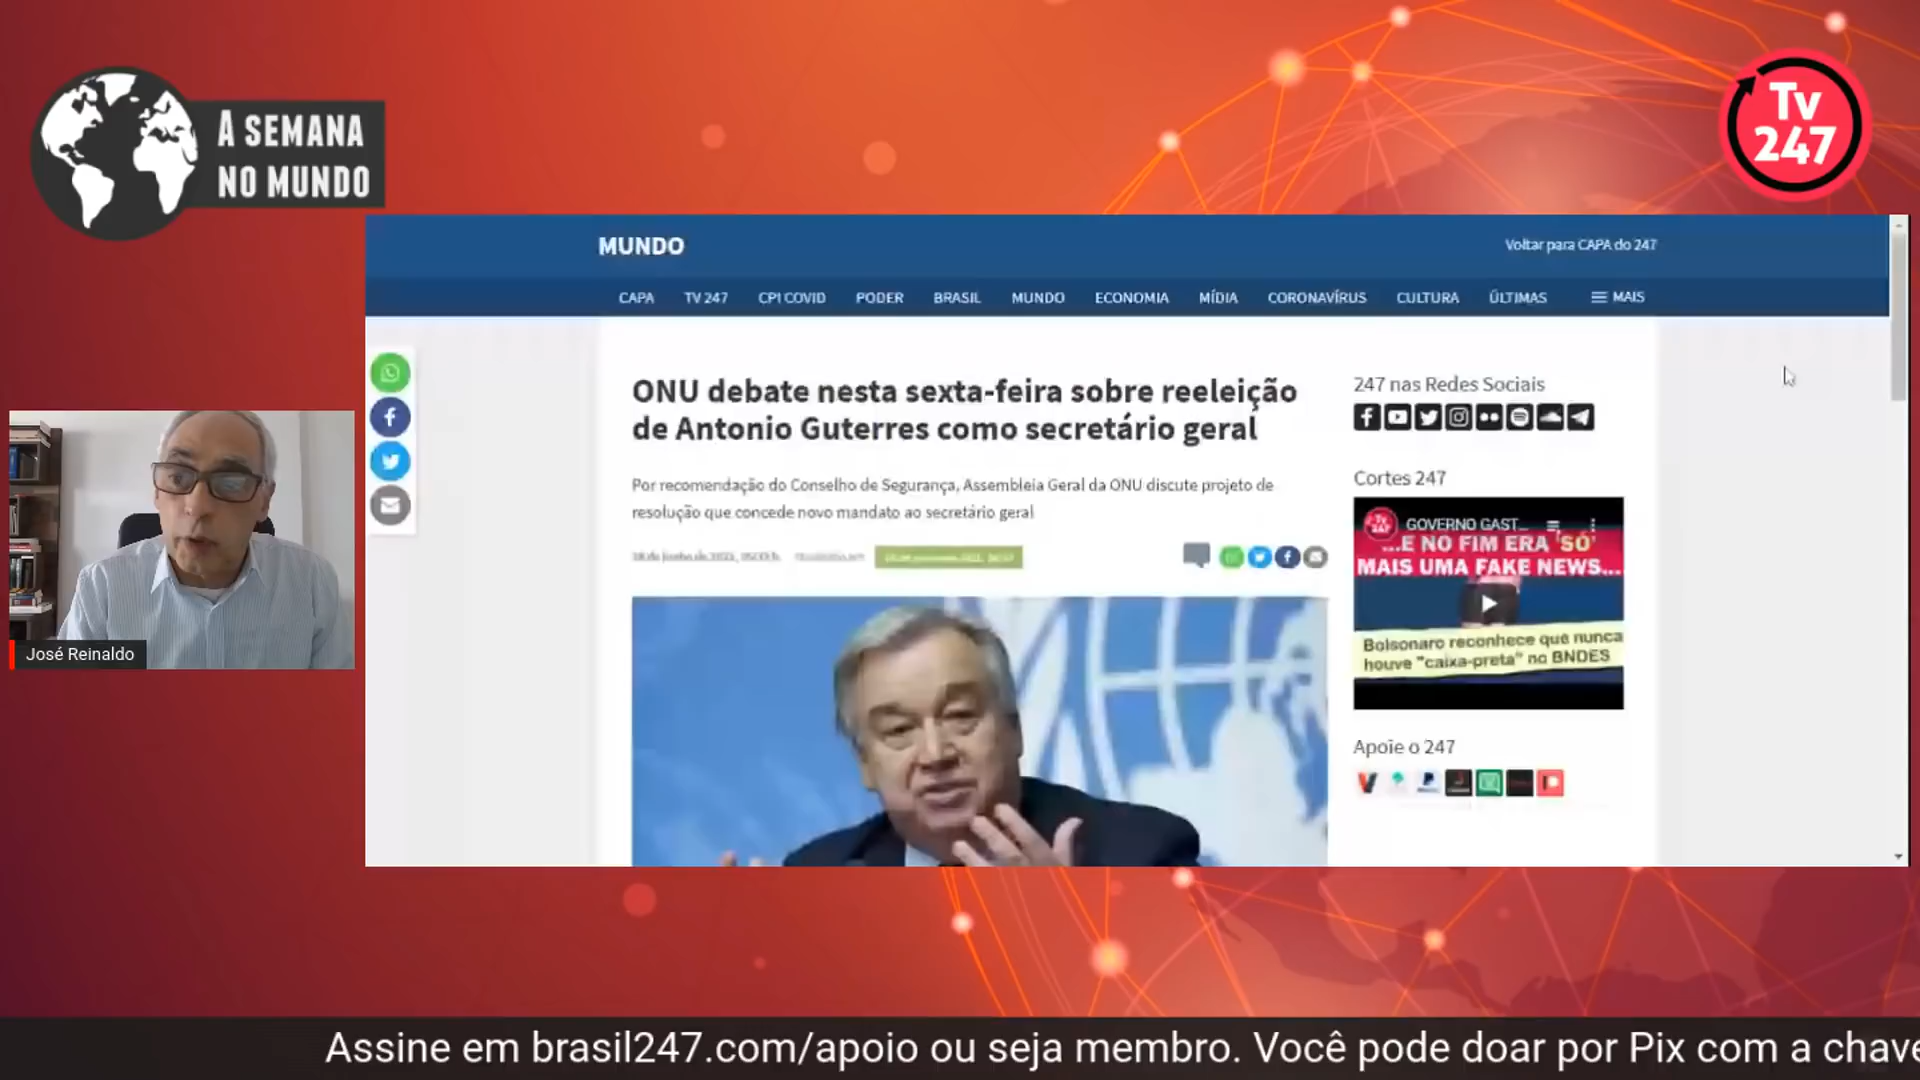 A SEMANA
NO MUNDO
Tv
247
MUNDO
Voltar para CAPA do 247
CAPA TV 247 CPI COVID PODER BRASIL MUNDO ECONOMIA MÍDIA CORONAVÍRUS CULTURA ÚLTIMAS MAIS
ONU debate nesta sexta-feira sobre reeleição
de Antonio Guterres como secretário geral
Por recomendação do Conselho de Segurança, Assembleia Geral da ONU discute projeto de
resolução que concede novo mandato ao secretário geral
247 nas Redes Sociais
Cortes 247
Tv
GOVERNO GAST...
...E NO FIM ERA 'SÓ'
MAIS UMA FAKE NEWS...
Bolsonaro reconhece que nunca
houve "caixa-preta" no BNDES
Apoie o 247
José Reinaldo
Assine em brasil247.com/apoio ou seja membro. Você pode doar por Pix com a chave